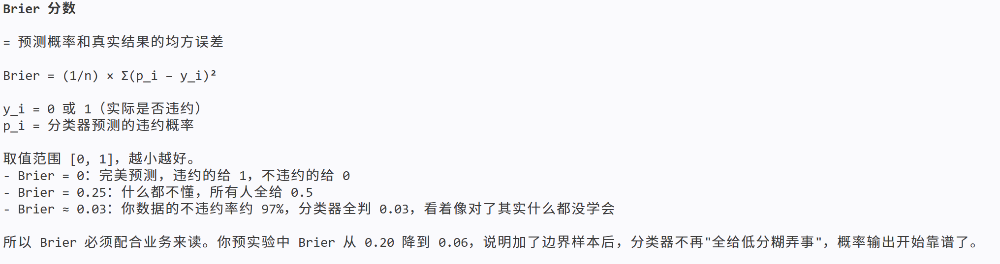 Brier 分数
= 预测概率和真实结果的均方误差
Brier = (1/n) × Σ(p_i − y_i)²
y_i = 0 或 1（实际是否违约）
p_i = 分类器预测的违约概率
取值范围 [0, 1]，越小越好。
- Brier = 0：完美预测，违约的给 1，不违约的给 0
- Brier = 0.25：什么都不懂，所有人全给 0.5
- Brier ≈ 0.03：你数据的不违约率约 97%，分类器全判 0.03，看着像对了其实什么都没学会
所以 Brier 必须配合业务来读。你预实验中 Brier 从 0.20 降到 0.06，说明加了边界样本后，分类器不再"全给低分糊弄事"，概率输出开始靠谱了。